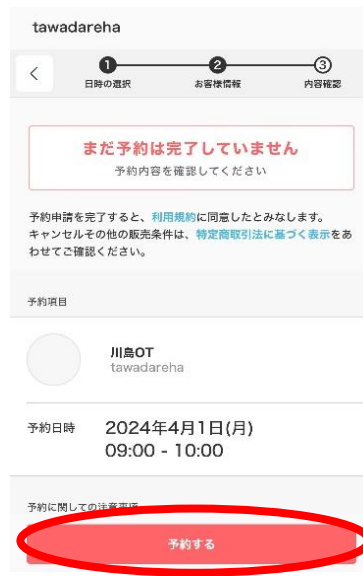 tawadareha
1 2 3
日時の選択 お客様情報 内容確認
まだ予約は完了していません
予約内容を確認してください
予約申請を完了すると、利用規約に同意したとみなします。
キャンセルその他の販売条件は、特定商取引法に基づく表示をあ
わせてご確認ください。
予約項目
川島OT
tawadareha
予約日時 2024年4月1日(月)
09:00 - 10:00
予約に関しての注意事項
予約する